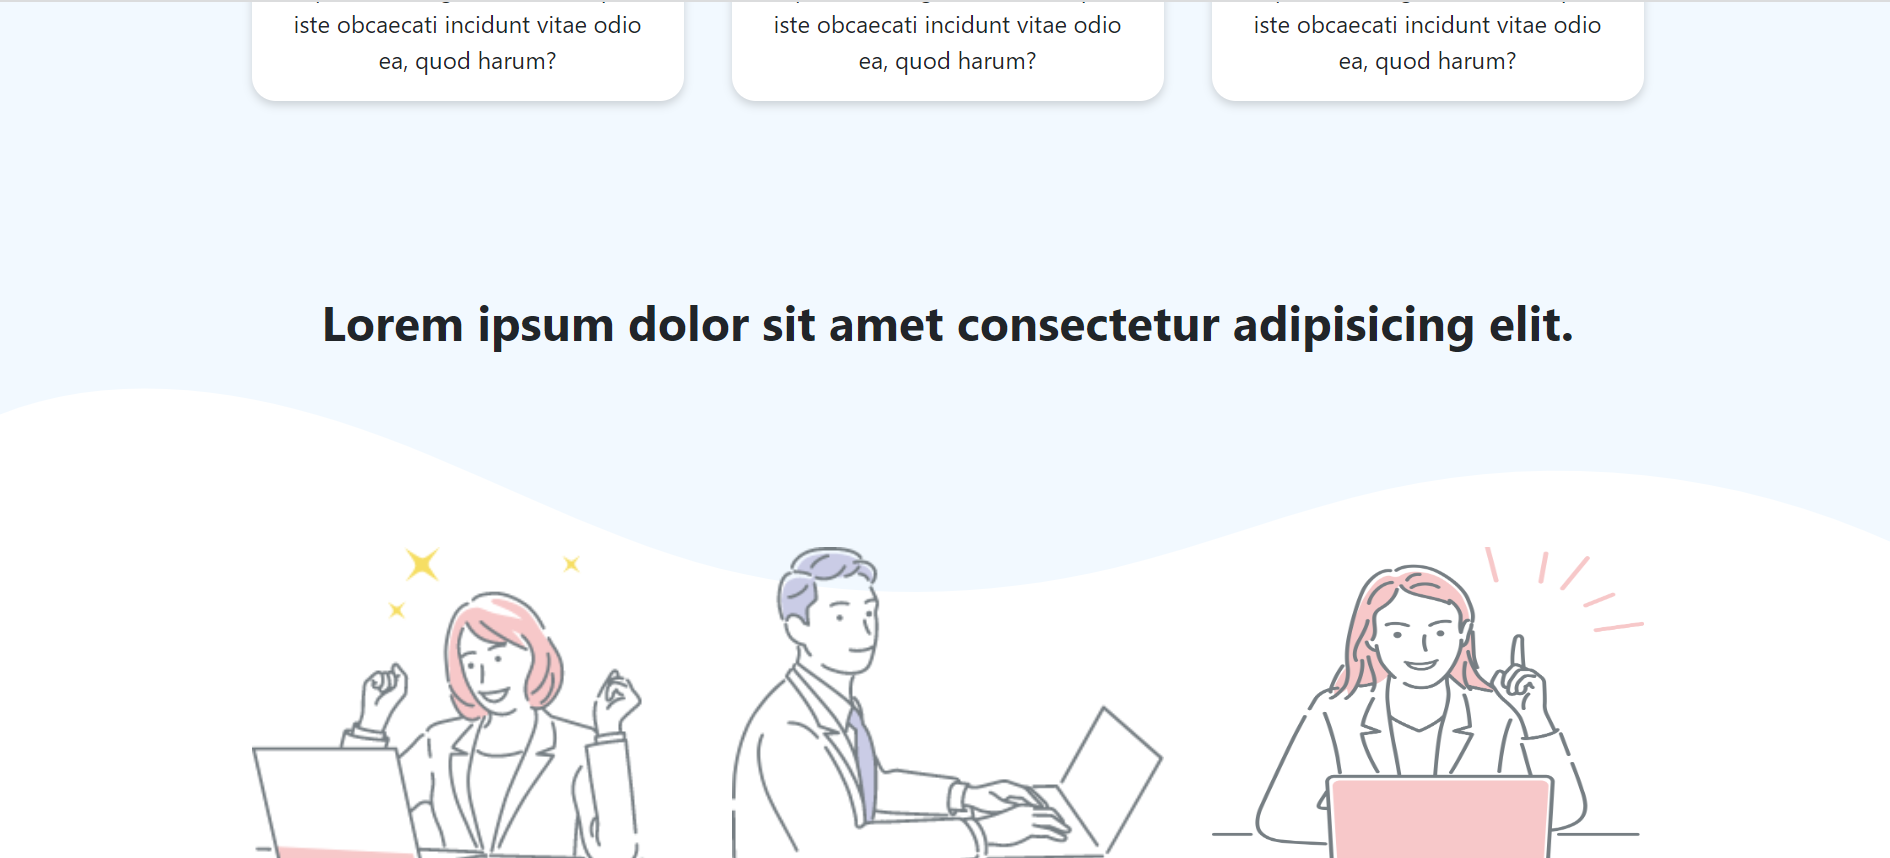 iste obcaecati incidunt vitae odio
ea, quod harum?
iste obcaecati incidunt vitae odio
ea, quod harum?
iste obcaecati incidunt vitae odio
ea, quod harum?
Lorem ipsum dolor sit amet consectetur adipisicing elit.